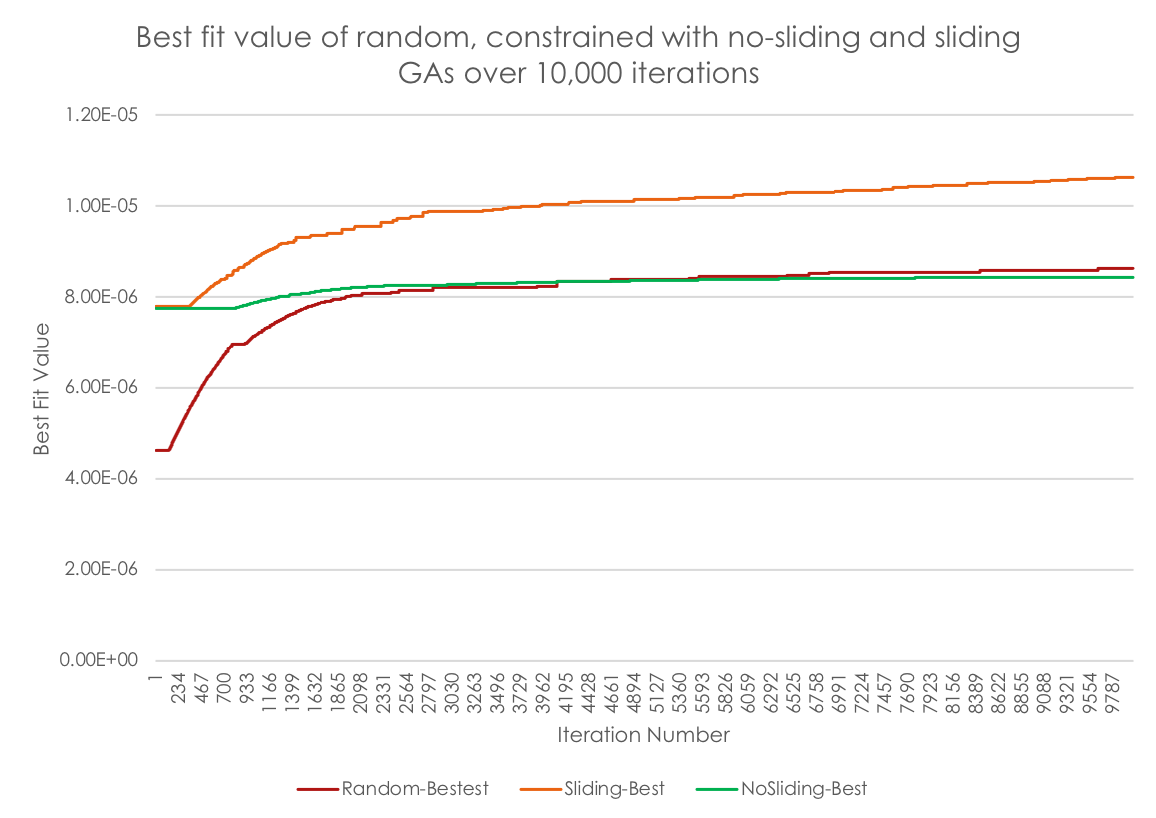 Best fit value of random, constrained with no-sliding and sliding
GAs over 10,000 iterations
1.20E-05
1.00E-05
8.00E-06
6.00E-06
4.00E-06
2.00E-06
0.00E+00
Best Fit Value
1 234 467 700 933 1166 1399 1632 1865 2098 2331 2564 2797 3030 3263 3496 3729 3962 4195 4428 4661 4894 5127 5360 5593 5826 6059 6292 6525 6758 6991 7224 7457 7690 7923 8156 8389 8622 8855 9088 9321 9554 9787
Iteration Number
Random-Bestest Sliding-Best NoSliding-Best